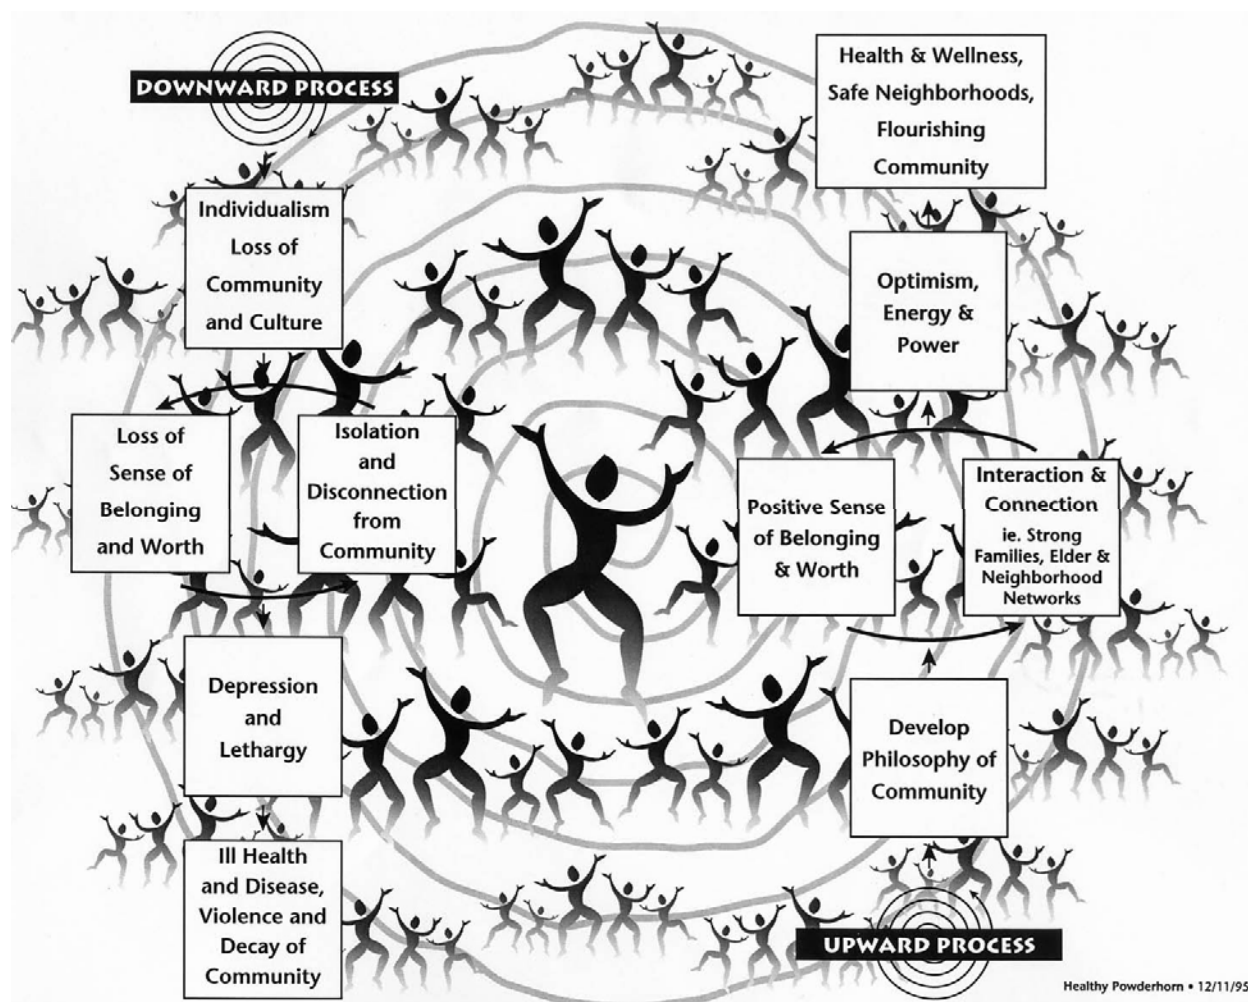 DOWNWARD PROCESS
Individualism
Loss of
Community
and Culture
Loss of
Sense of
Belonging
and Worth
Isolation
and
Disconnection
from
Community
Depression
and
Lethargy
Ill Health
and Disease,
Violence and
Decay of
Community
Health & Wellness,
Safe Neighborhoods,
Flourishing
Community
Optimism,
Energy &
Power
Positive Sense
of Belonging
& Worth
Interaction &
Connection
ie. Strong
Families, Elder &
Neighborhood
Networks
Develop
Philosophy of
Community
UPWARD PROCESS
Healthy Powderhorn • 12/11/95